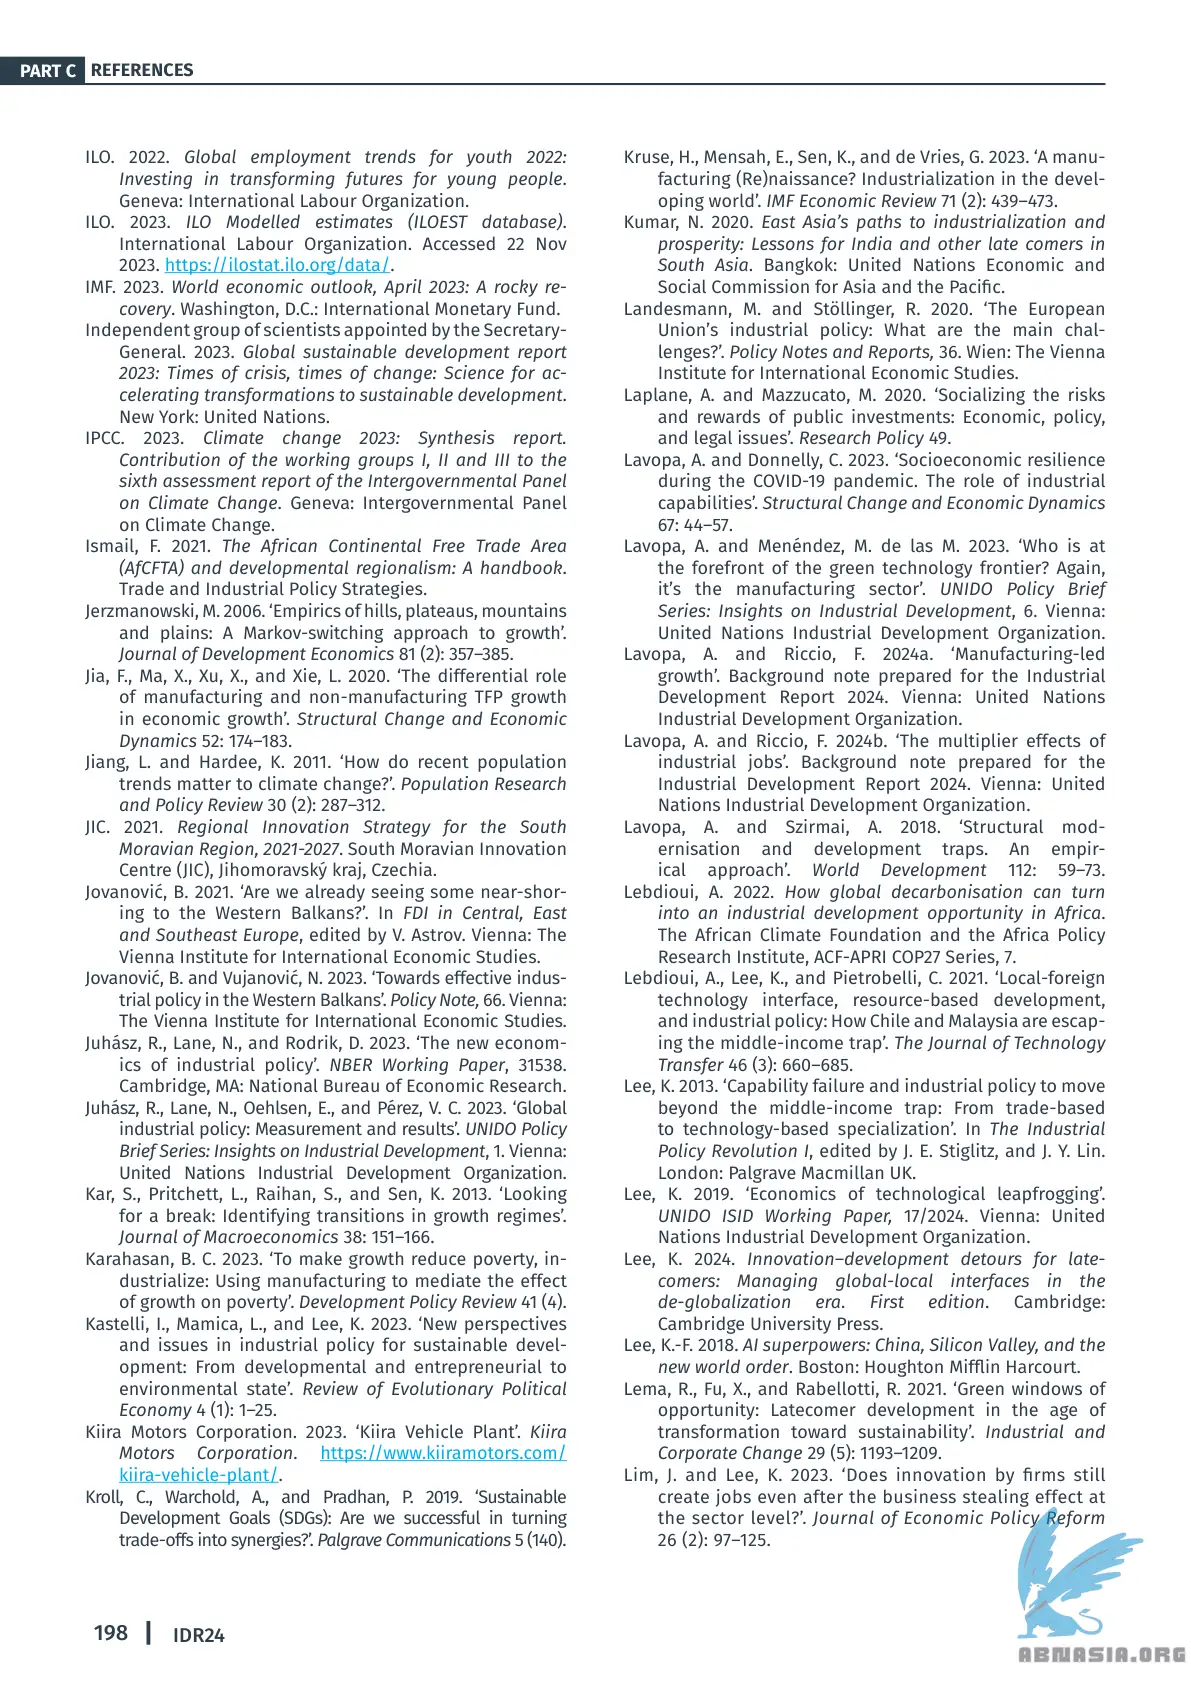 PART C REFERENCES
ILO. 2022. Global employment trends for youth 2022:
Investing in transforming futures for young people.
Geneva: International Labour Organization.
ILO. 2023. ILO Modelled estimates (ILOEST database).
International Labour Organization. Accessed 22 Nov
2023. https://ilostat.ilo.org/data/.
IMF. 2023. World economic outlook, April 2023: A rocky re-
covery. Washington, D.C.: International Monetary Fund.
Independent group of scientists appointed by the Secretary-
General. 2023. Global sustainable development report
2023: Times of crisis, times of change: Science for ac-
celerating transformations to sustainable development.
New York: United Nations.
IPCC. 2023. Climate change 2023: Synthesis report.
Contribution of the working groups I, II and III to the
sixth assessment report of the Intergovernmental Panel
on Climate Change. Geneva: Intergovernmental Panel
on Climate Change.
Ismail, F. 2021. The African Continental Free Trade Area
(AfCFTA) and developmental regionalism: A handbook.
Trade and Industrial Policy Strategies.
Jerzmanowski, M. 2006. ‘Empirics of hills, plateaus, mountains
and plains: A Markov-switching approach to growth’.
Journal of Development Economics 81 (2): 357–385.
Jia, F., Ma, X., Xu, X., and Xie, L. 2020. ‘The differential role
of manufacturing and non-manufacturing TFP growth
in economic growth’. Structural Change and Economic
Dynamics 52: 174–183.
Jiang, L. and Hardee, K. 2011. ‘How do recent population
trends matter to climate change?’. Population Research
and Policy Review 30 (2): 287–312.
JIC. 2021. Regional Innovation Strategy for the South
Moravian Region, 2021-2027. South Moravian Innovation
Centre (JIC), Jihomoravský kraj, Czechia.
Jovanović, B. 2021. ‘Are we already seeing some near-shor-
ing to the Western Balkans?’. In FDI in Central, East
and Southeast Europe, edited by V. Astrov. Vienna: The
Vienna Institute for International Economic Studies.
Jovanović, B. and Vujanović, N. 2023. ‘Towards effective indus-
trial policy in the Western Balkans’. Policy Note, 66. Vienna:
The Vienna Institute for International Economic Studies.
Juhász, R., Lane, N., and Rodrik, D. 2023. ‘The new econom-
ics of industrial policy’. NBER Working Paper, 31538.
Cambridge, MA: National Bureau of Economic Research.
Juhász, R., Lane, N., Oehlsen, E., and Pérez, V. C. 2023. ‘Global
industrial policy: Measurement and results’. UNIDO Policy
Brief Series: Insights on Industrial Development, 1. Vienna:
United Nations Industrial Development Organization.
Kar, S., Pritchett, L., Raihan, S., and Sen, K. 2013. ‘Looking
for a break: Identifying transitions in growth regimes’.
Journal of Macroeconomics 38: 151–166.
Karahasan, B. C. 2023. ‘To make growth reduce poverty, in-
dustrialize: Using manufacturing to mediate the effect
of growth on poverty’. Development Policy Review 41 (4).
Kastelli, I., Mamica, L., and Lee, K. 2023. ‘New perspectives
and issues in industrial policy for sustainable devel-
opment: From developmental and entrepreneurial to
environmental state’. Review of Evolutionary Political
Economy 4 (1): 1–25.
Kiira Motors Corporation. 2023. ‘Kiira Vehicle Plant’. Kiira
Motors Corporation. https://www.kiiramotors.com/
kiira-vehicle-plant/.
Kroll, C., Warchold, A., and Pradhan, P. 2019. ‘Sustainable
Development Goals (SDGs): Are we successful in turning
trade-offs into synergies?’. Palgrave Communications 5 (140).
Kruse, H., Mensah, E., Sen, K., and de Vries, G. 2023. ‘A manu-
facturing (Re)naissance? Industrialization in the devel-
oping world’. IMF Economic Review 71 (2): 439–473.
Kumar, N. 2020. East Asia’s paths to industrialization and
prosperity: Lessons for India and other late comers in
South Asia. Bangkok: United Nations Economic and
Social Commission for Asia and the Pacific.
Landesmann, M. and Stöllinger, R. 2020. ‘The European
Union’s industrial policy: What are the main chal-
lenges?’. Policy Notes and Reports, 36. Wien: The Vienna
Institute for International Economic Studies.
Laplane, A. and Mazzucato, M. 2020. ‘Socializing the risks
and rewards of public investments: Economic, policy,
and legal issues’. Research Policy 49.
Lavopa, A. and Donnelly, C. 2023. ‘Socioeconomic resilience
during the COVID-19 pandemic. The role of industrial
capabilities’. Structural Change and Economic Dynamics
67: 44–57.
Lavopa, A. and Menéndez, M. de las M. 2023. ‘Who is at
the forefront of the green technology frontier? Again,
it’s the manufacturing sector’. UNIDO Policy Brief
Series: Insights on Industrial Development, 6. Vienna:
United Nations Industrial Development Organization.
Lavopa, A. and Riccio, F. 2024a. ‘Manufacturing-led
growth’. Background note prepared for the Industrial
Development Report 2024. Vienna: United Nations
Industrial Development Organization.
Lavopa, A. and Riccio, F. 2024b. ‘The multiplier effects of
industrial jobs’. Background note prepared for the
Industrial Development Report 2024. Vienna: United
Nations Industrial Development Organization.
Lavopa, A. and Szirmai, A. 2018. ‘Structural mod-
ernisation and development traps. An empir-
ical approach’. World Development 112: 59–73.
Lebdioui, A. 2022. How global decarbonisation can turn
into an industrial development opportunity in Africa.
The African Climate Foundation and the Africa Policy
Research Institute, ACF-APRI COP27 Series, 7.
Lebdioui, A., Lee, K., and Pietrobelli, C. 2021. ‘Local-foreign
technology interface, resource-based development,
and industrial policy: How Chile and Malaysia are escap-
ing the middle-income trap’. The Journal of Technology
Transfer 46 (3): 660–685.
Lee, K. 2013. ‘Capability failure and industrial policy to move
beyond the middle-income trap: From trade-based
to technology-based specialization’. In The Industrial
Policy Revolution I, edited by J. E. Stiglitz, and J. Y. Lin.
London: Palgrave Macmillan UK.
Lee, K. 2019. ‘Economics of technological leapfrogging’.
UNIDO ISID Working Paper, 17/2024. Vienna: United
Nations Industrial Development Organization.
Lee, K. 2024. Innovation–development detours for late-
comers: Managing global-local interfaces in the
de-globalization era. First edition. Cambridge:
Cambridge University Press.
Lee, K.-F. 2018. AI superpowers: China, Silicon Valley, and the
new world order. Boston: Houghton Mifflin Harcourt.
Lema, R., Fu, X., and Rabellotti, R. 2021. ‘Green windows of
opportunity: Latecomer development in the age of
transformation toward sustainability’. Industrial and
Corporate Change 29 (5): 1193–1209.
Lim, J. and Lee, K. 2023. ‘Does innovation by firms still
create jobs even after the business stealing effect at
the sector level?’. Journal of Economic Policy Reform
26 (2): 97–125.
198 | IDR24
ABNASIA.ORG